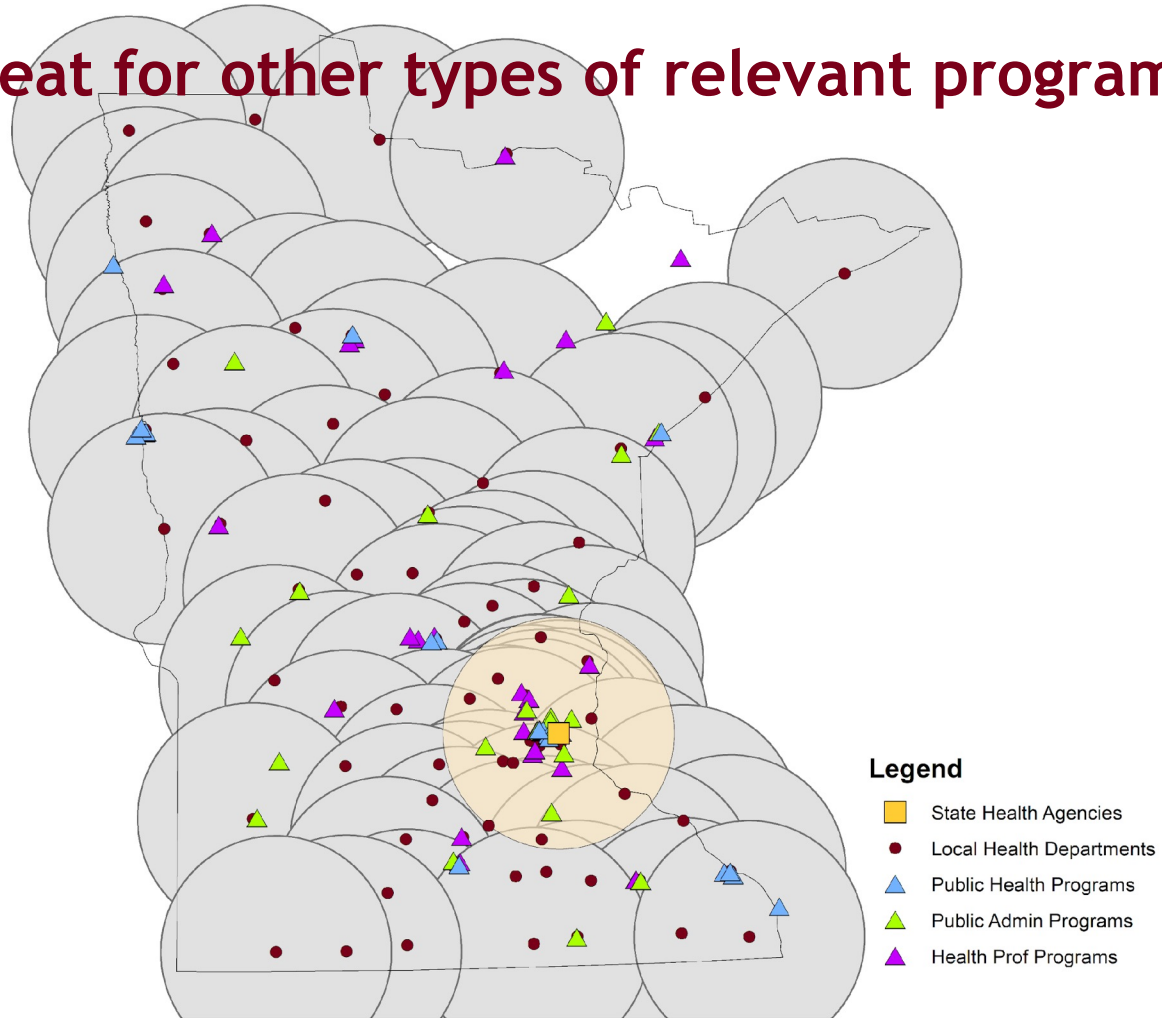 eat for other types of relevant program
Legend
State Health Agencies
Local Health Departments
Public Health Programs
Public Admin Programs
Health Prof Programs